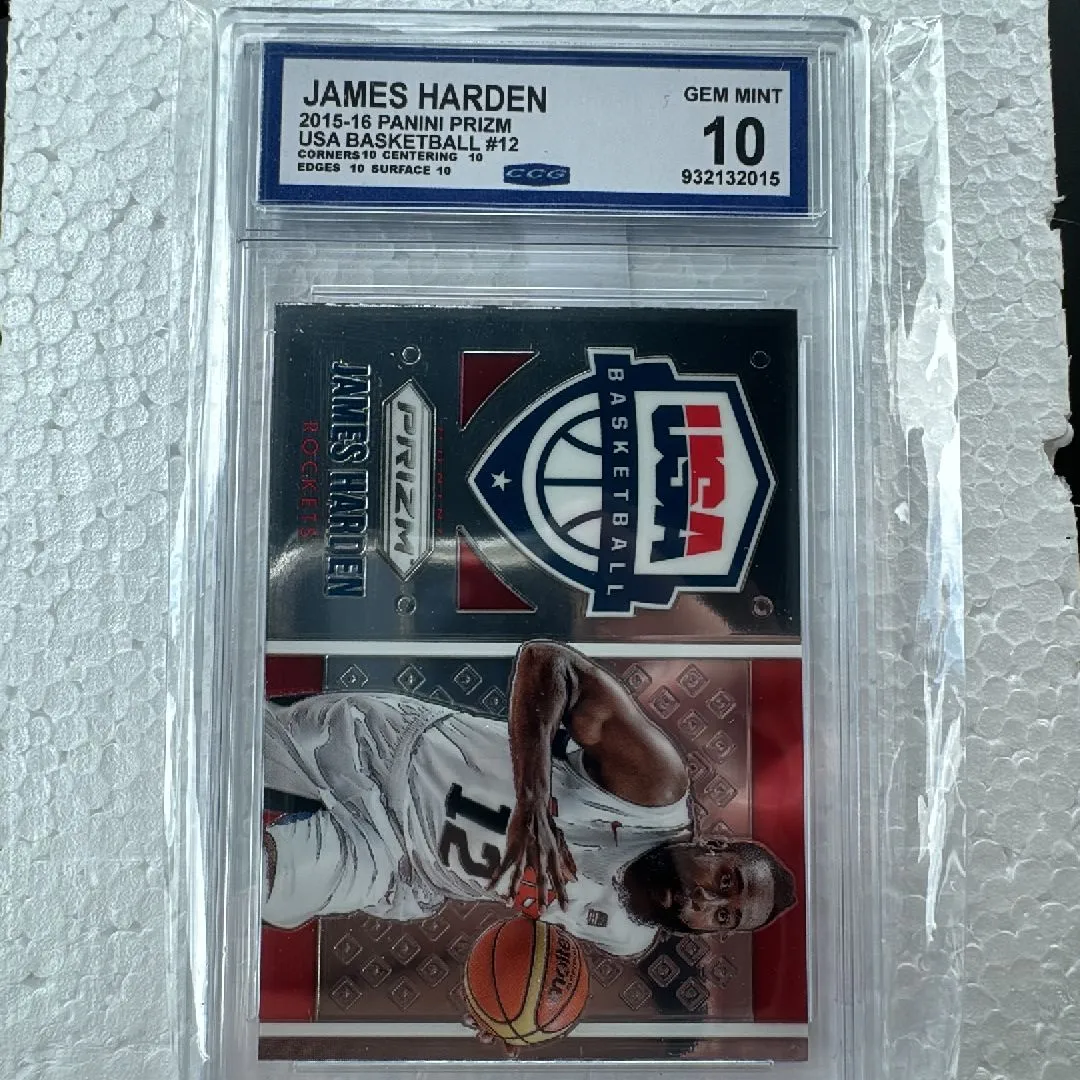 JAMES HARDEN
GEM MINT
2015-16 PANINI PRIZM
10
USA BASKETBALL #12
CORNERS 10 CENTERING 10
EDGES 10 SURFACE 10
CCG
932132015
USA
BASKETBALL
PRIZM
JAMES HARDEN
ROCKETS
12